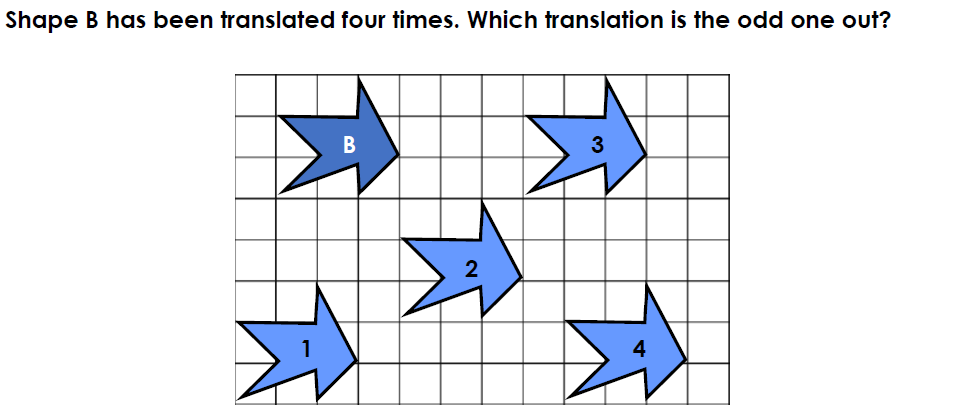 Shape B has been translated four times. Which translation is the odd one out?
B
3
2
1
4